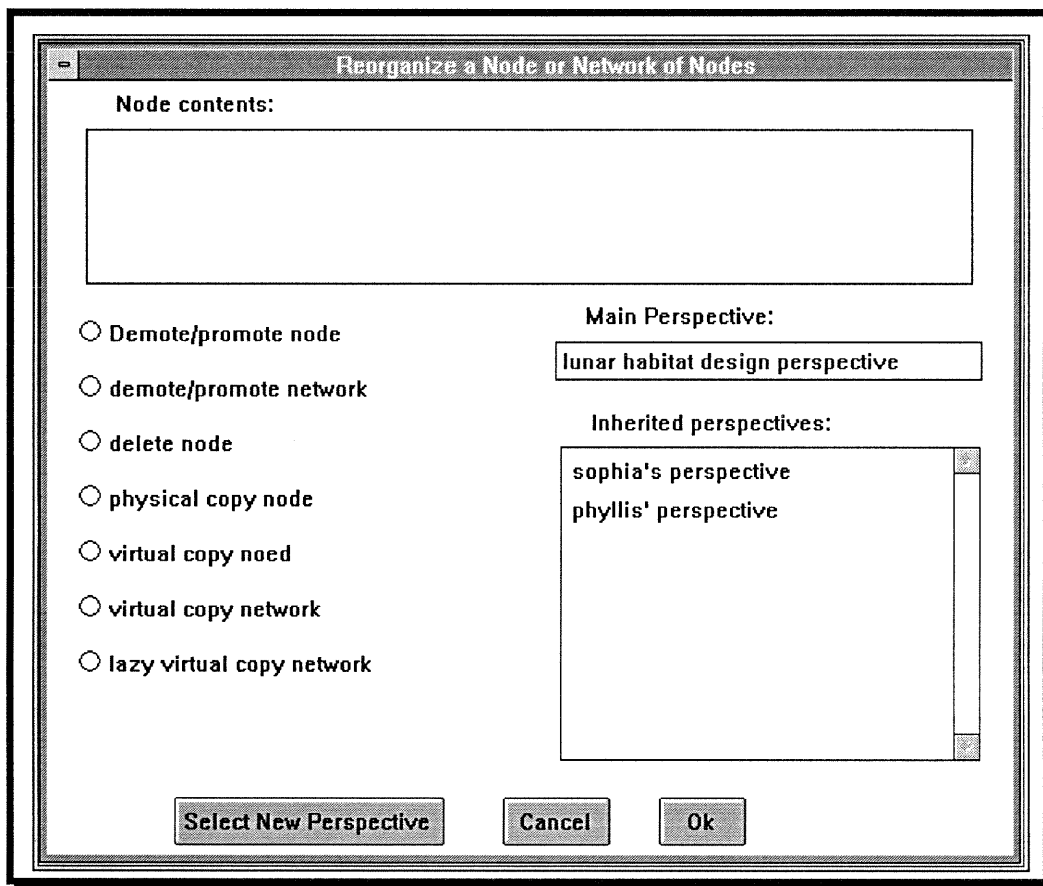 Reorganize a Node or Network of Nodes
Node contents:
Demote/promote node
demote/promote network
delete node
physical copy node
virtual copy noed
virtual copy network
lazy virtual copy network
Main Perspective:
lunar habitat design perspective
Inherited perspectives:
sophia's perspective
phyllis' perspective
Select New Perspective
Cancel
Ok